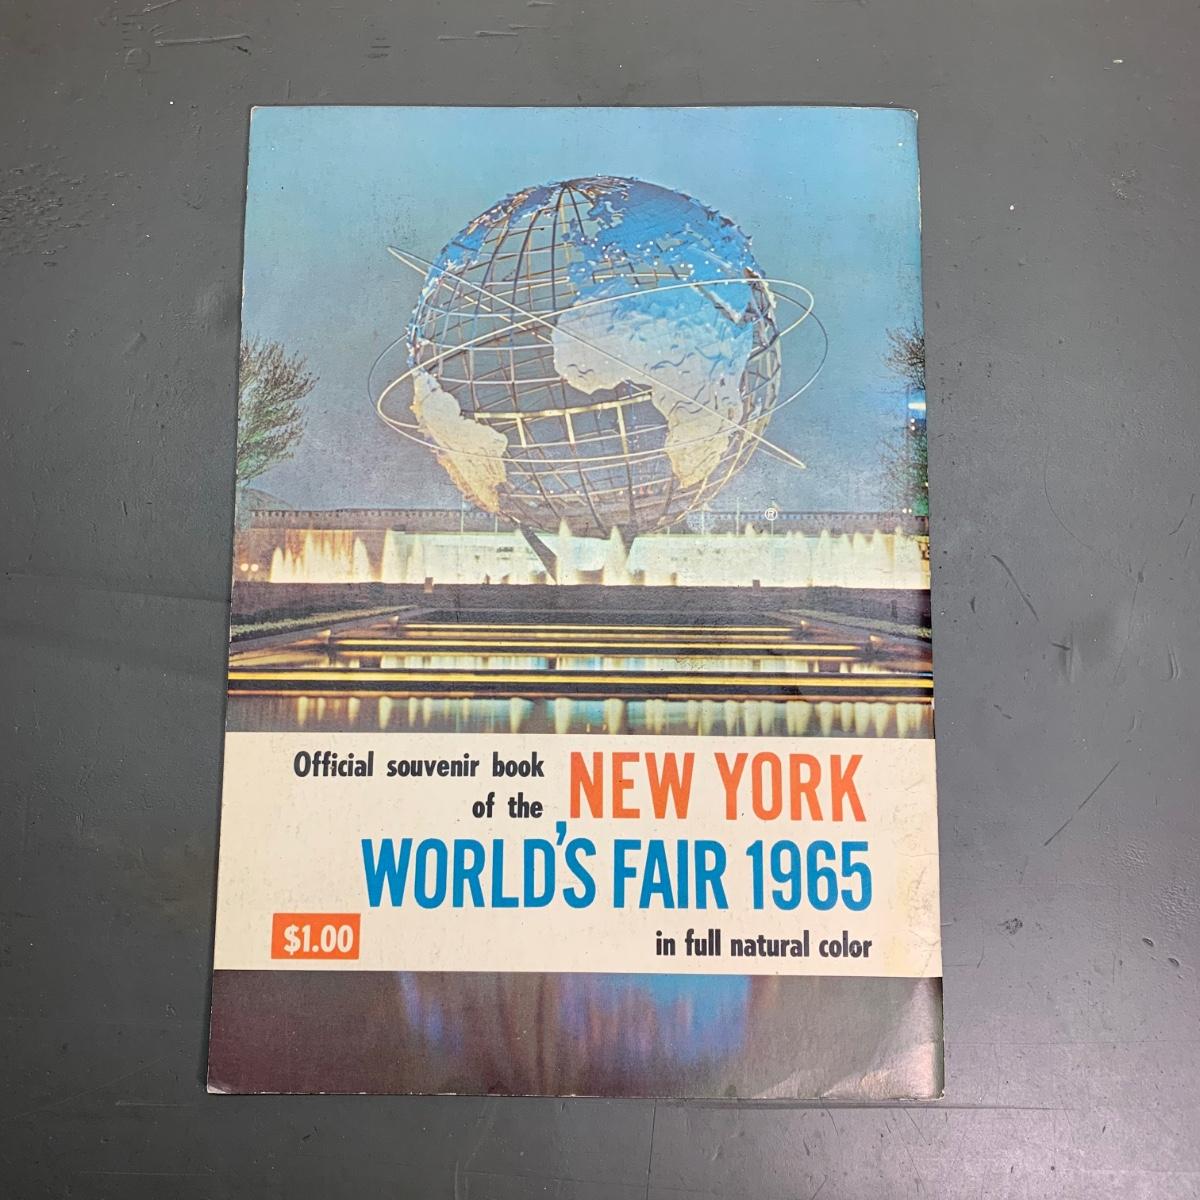 ®
Official souvenir book
of the NEW YORK
WORLD'S FAIR 1965
$1.00
in full natural color